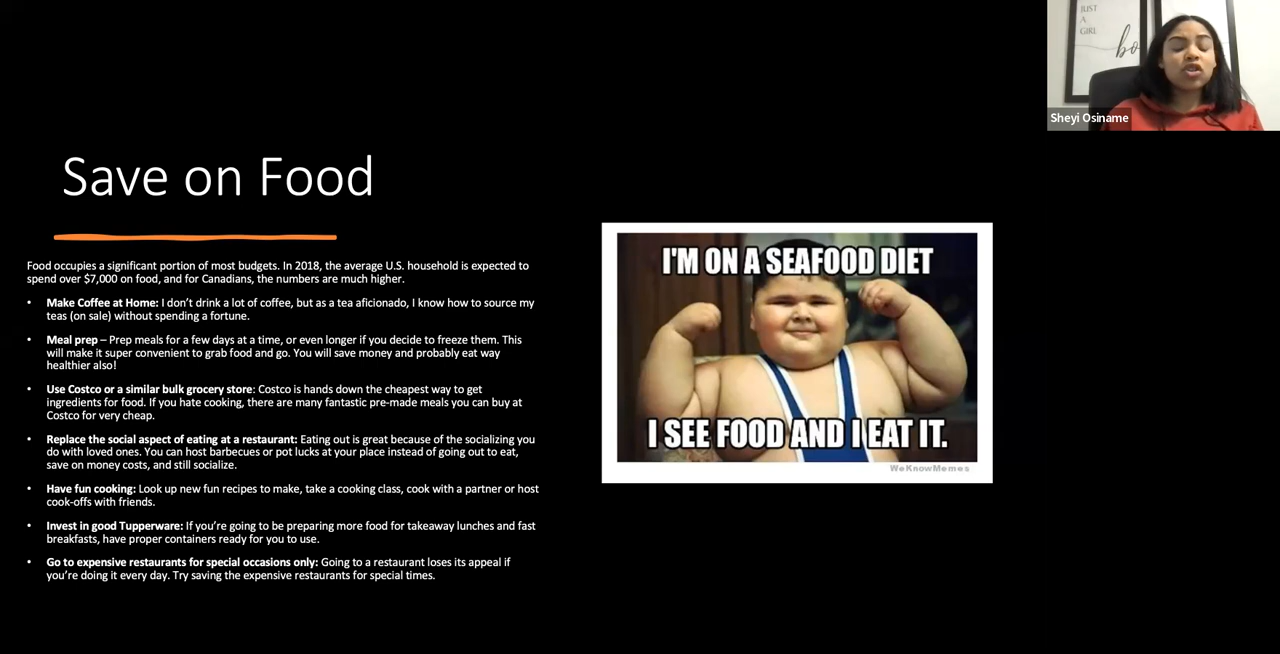 JUST
A
GIRL
bo
Sheyi Osiname
Save on Food
Food occupies a significant portion of most budgets. In 2018, the average U.S. household is expected to
spend over $7,000 on food, and for Canadians, the numbers are much higher.
• Make Coffee at Home: I don’t drink a lot of coffee, but as a tea aficionado, I know how to source my
teas (on sale) without spending a fortune.
• Meal prep – Prep meals for a few days at a time, or even longer if you decide to freeze them. This
will make it super convenient to grab food and go. You will save money and probably eat way
healthier also!
• Use Costco or a similar bulk grocery store: Costco is hands down the cheapest way to get
ingredients for food. If you hate cooking, there are many fantastic pre-made meals you can buy at
Costco for very cheap.
• Replace the social aspect of eating at a restaurant: Eating out is great because of the socializing you
do with loved ones. You can host barbecues or pot lucks at your place instead of going out to eat,
save on money costs, and still socialize.
• Have fun cooking: Look up new fun recipes to make, take a cooking class, cook with a partner or host
cook-offs with friends.
• Invest in good Tupperware: If you’re going to be preparing more food for takeaway lunches and fast
breakfasts, have proper containers ready for you to use.
• Go to expensive restaurants for special occasions only: Going to a restaurant loses its appeal if
you’re doing it every day. Try saving the expensive restaurants for special times.
I'M ON A SEAFOOD DIET
I SEE FOOD AND I EAT IT.
WeKnowMemes